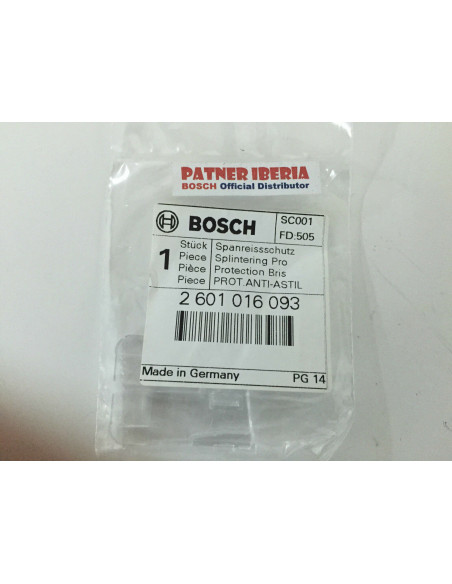 PATNER IBERIA
BOSCH Official Distributor
BOSCH
SC001
FD:505
1
Stück Spanreissschutz
Piece Splintering Pro
Pièce Protection Bris
Piece PROT.ANTI-ASTIL
2 601 016 093
Made in Germany
PG 14